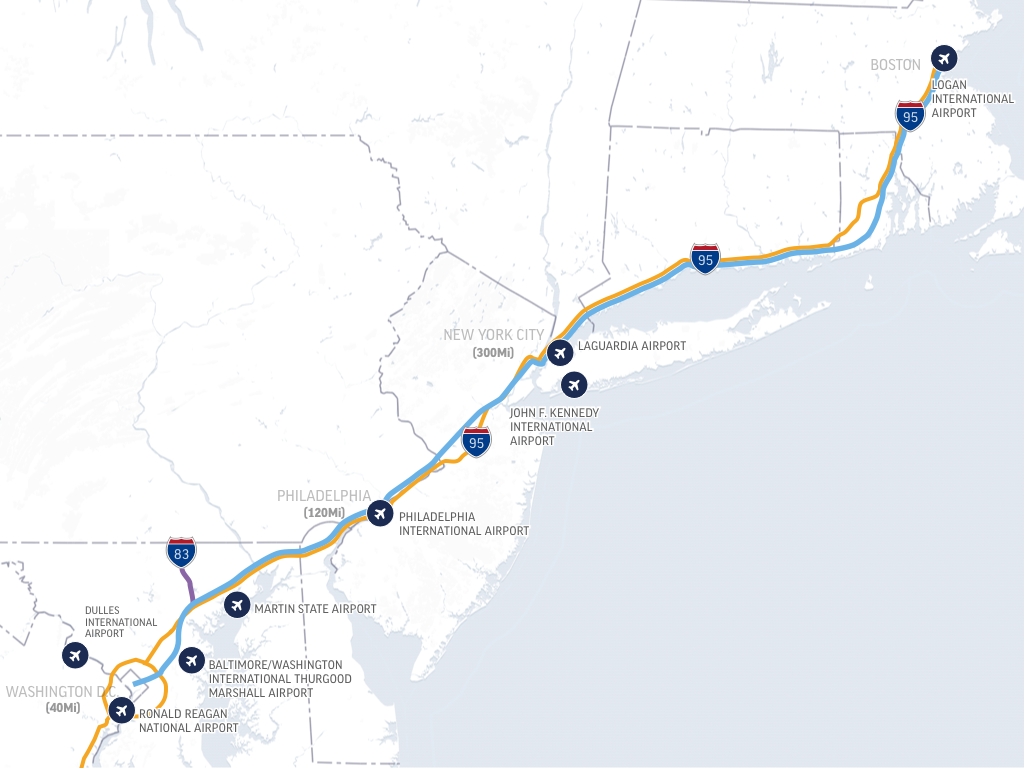 BOSTON
LOGAN
INTERNATIONAL
AIRPORT
95
95
NEW YORK CITY
(300Mi)
LAGUARDIA AIRPORT
JOHN F. KENNEDY
INTERNATIONAL
AIRPORT
95
PHILADELPHIA
(120Mi)
PHILADELPHIA
INTERNATIONAL AIRPORT
83
MARTIN STATE AIRPORT
DULLES
INTERNATIONAL
AIRPORT
BALTIMORE/WASHINGTON
INTERNATIONAL THURGOOD
MARSHALL AIRPORT
WASHINGTON D.C.
(40Mi)
RONALD REAGAN
NATIONAL AIRPORT